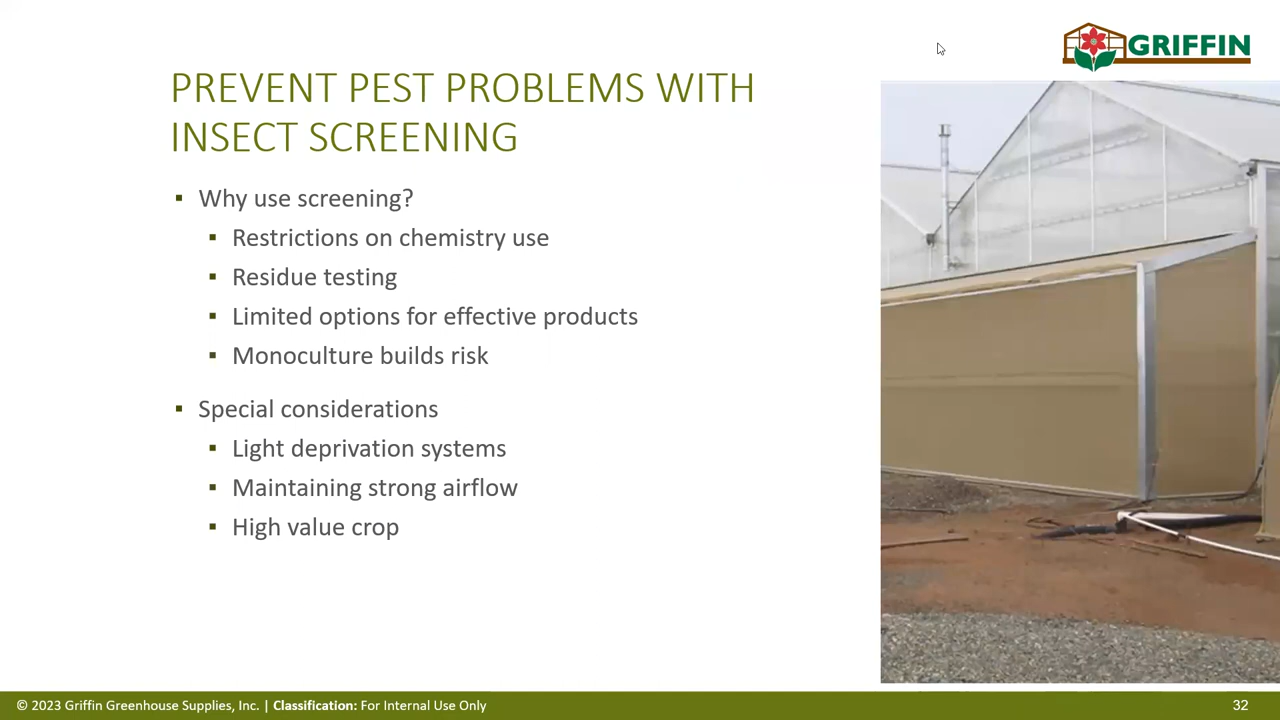 GRIFFIN
PREVENT PEST PROBLEMS WITH
INSECT SCREENING
▪ Why use screening?
▪ Restrictions on chemistry use
▪ Residue testing
▪ Limited options for effective products
▪ Monoculture builds risk
▪ Special considerations
▪ Light deprivation systems
▪ Maintaining strong airflow
▪ High value crop
© 2023 Griffin Greenhouse Supplies, Inc. | Classification: For Internal Use Only
32